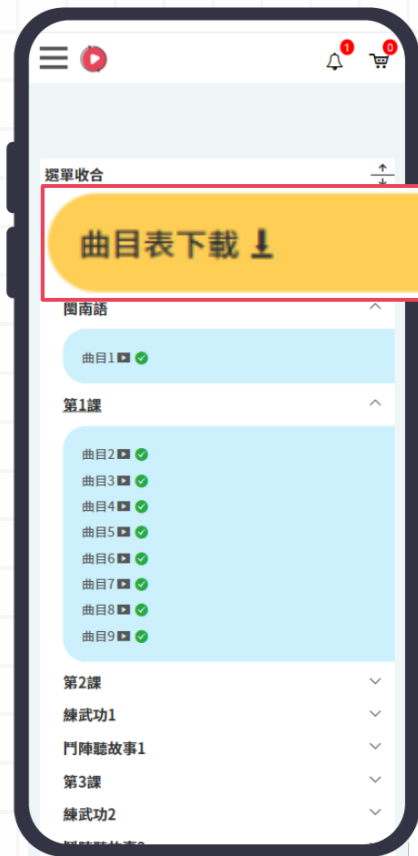 1
0
選單收合
曲目表下載
閩南語
曲目1
第1課
曲目2
曲目3
曲目4
曲目5
曲目6
曲目7
曲目8
曲目9
第2課
練武功1
鬥陣聽故事1
第3課
練武功2